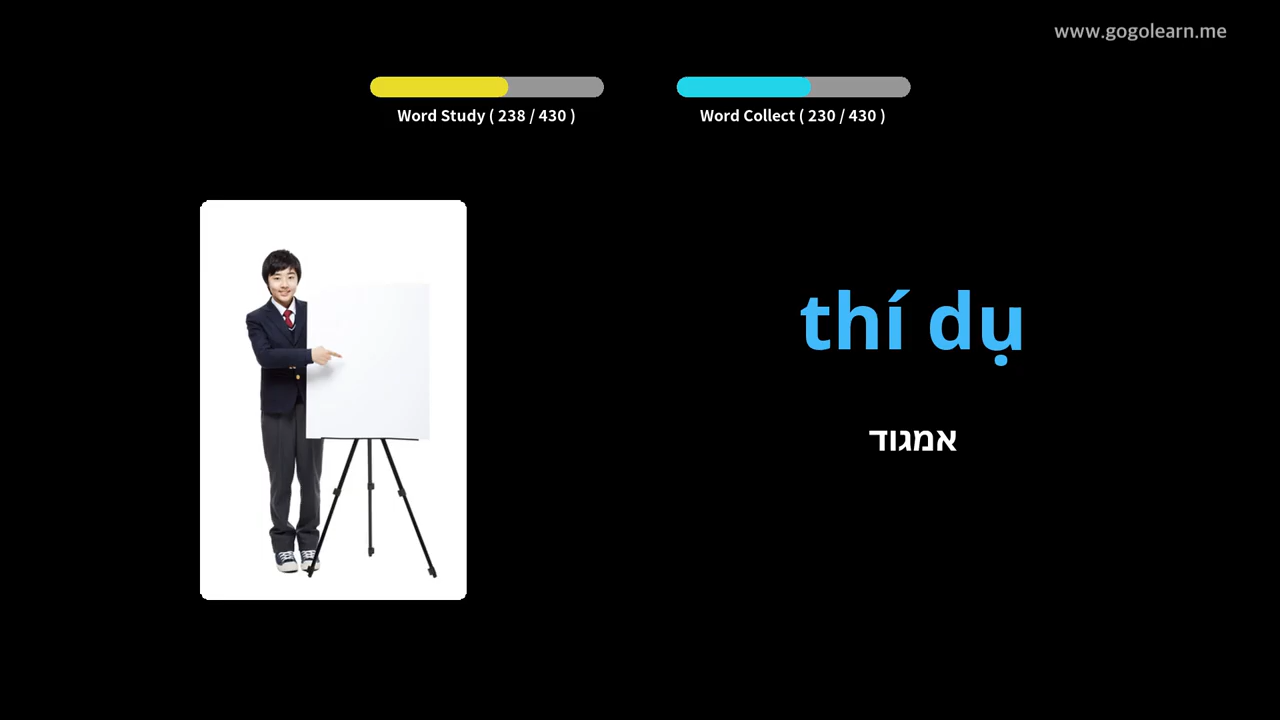 www.gogolearn.me
Word Study ( 238 / 430 )
Word Collect ( 230 / 430 )
thí dụ
אמגוד